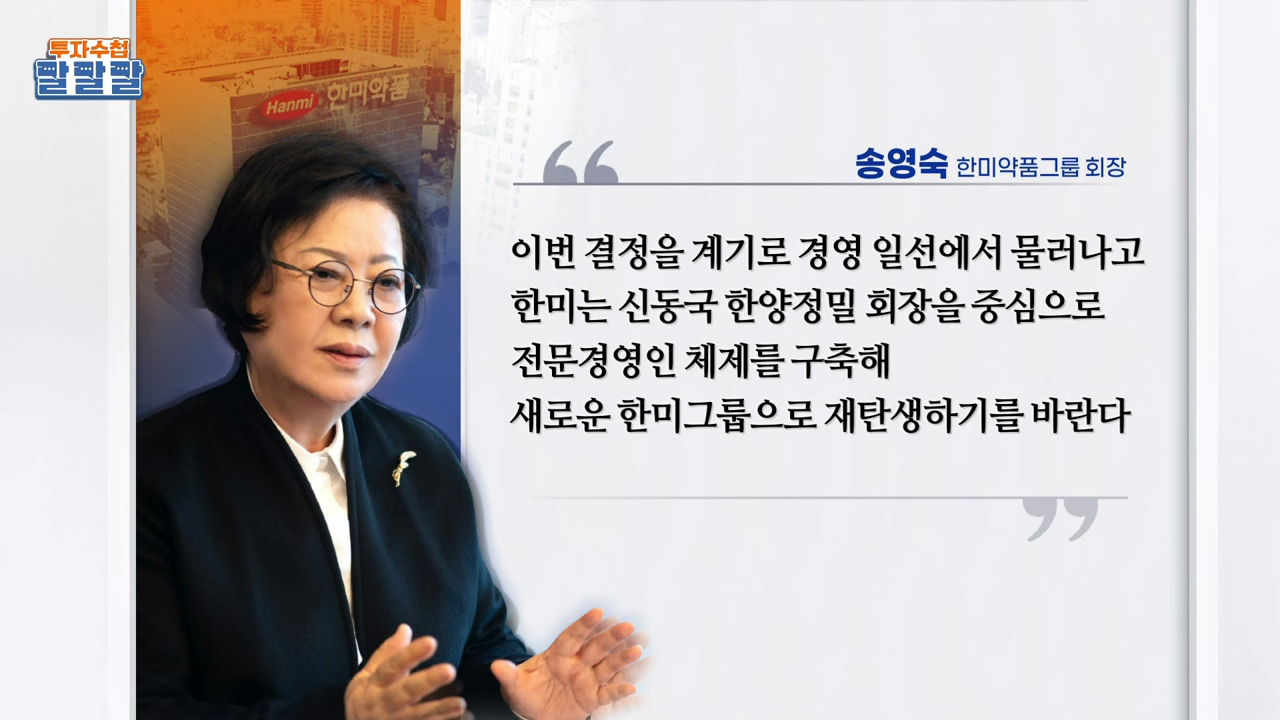 투자수첩
팔팔팔
Hanmi 한미약품
“
송영숙 한미약품그룹 회장
이번 결정을 계기로 경영 일선에서 물러나고
한미는 신동국 한양정밀 회장을 중심으로
전문경영인 체제를 구축해
새로운 한미그룹으로 재탄생하기를 바란다
”